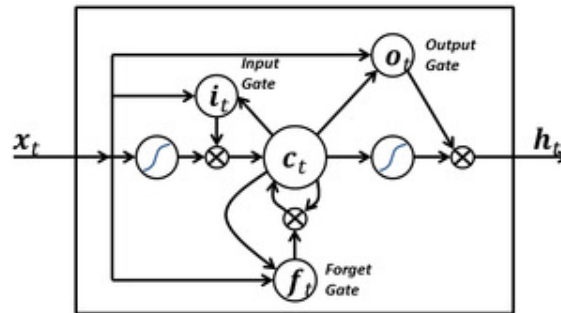 Input
Gate
Output
Gate
o_t
i_t
x_t
c_t
h_t
f_t
Forget
Gate